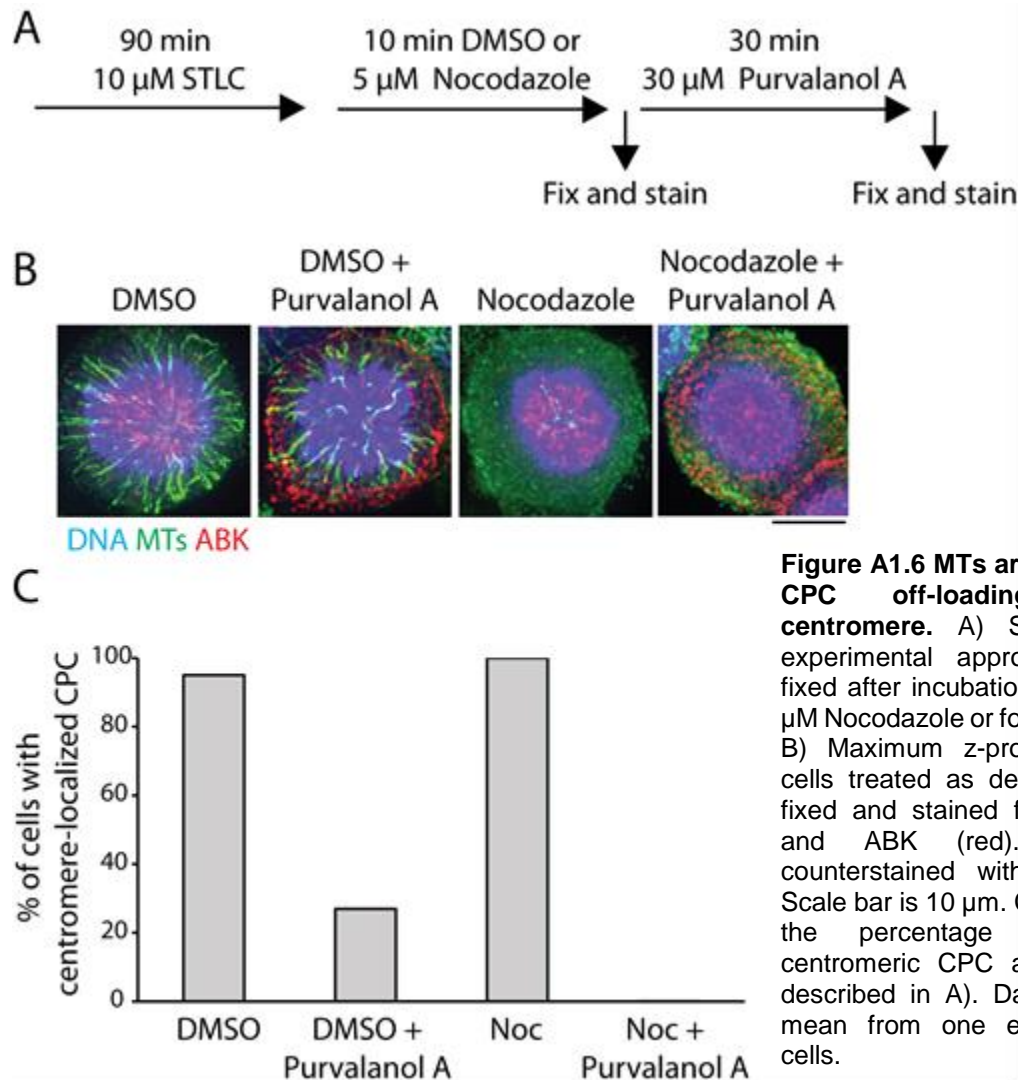 A
90 min
10 µM STLC
10 min DMSO or
5 µM Nocodazole
30 min
30 µM Purvalanol A
Fix and stain
Fix and stain
B
DMSO
DMSO +
Purvalanol A
Nocodazole
Nocodazole +
Purvalanol A
DNA MTs ABK
C
% of cells with
centromere-localized CPC
100
80
60
40
20
0
DMSO
DMSO +
Purvalanol A
Noc
Noc +
Purvalanol A
Figure A1.6 MTs ar
CPC off-loading
centromere. A) S
experimental appro
fixed after incubatio
µM Nocodazole or fo
B) Maximum z-pro
cells treated as de
fixed and stained f
and ABK (red).
counterstained with
Scale bar is 10 µm. C
the percentage
centromeric CPC a
described in A). Da
mean from one e
cells.